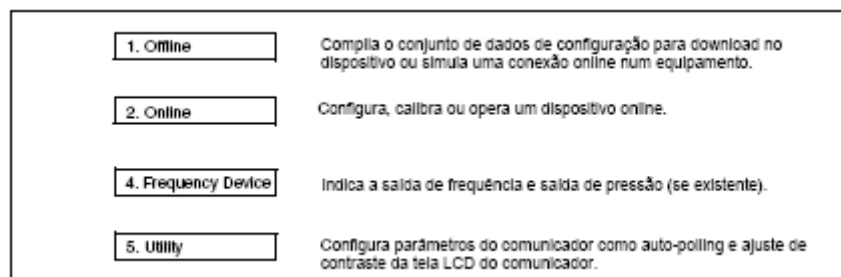 1. Offline
Compila o conjunto de dados de configuração para download no
dispositivo ou simula uma conexão online num equipamento.
2. Online
Configura, calibra ou opera um dispositivo online.
4. Frequency Device
Indica a saída de frequência e saída de pressão (se existente).
5. Utility
Configura parâmetros do comunicador como auto-polling e ajuste de
contraste da tela LCD do comunicador.